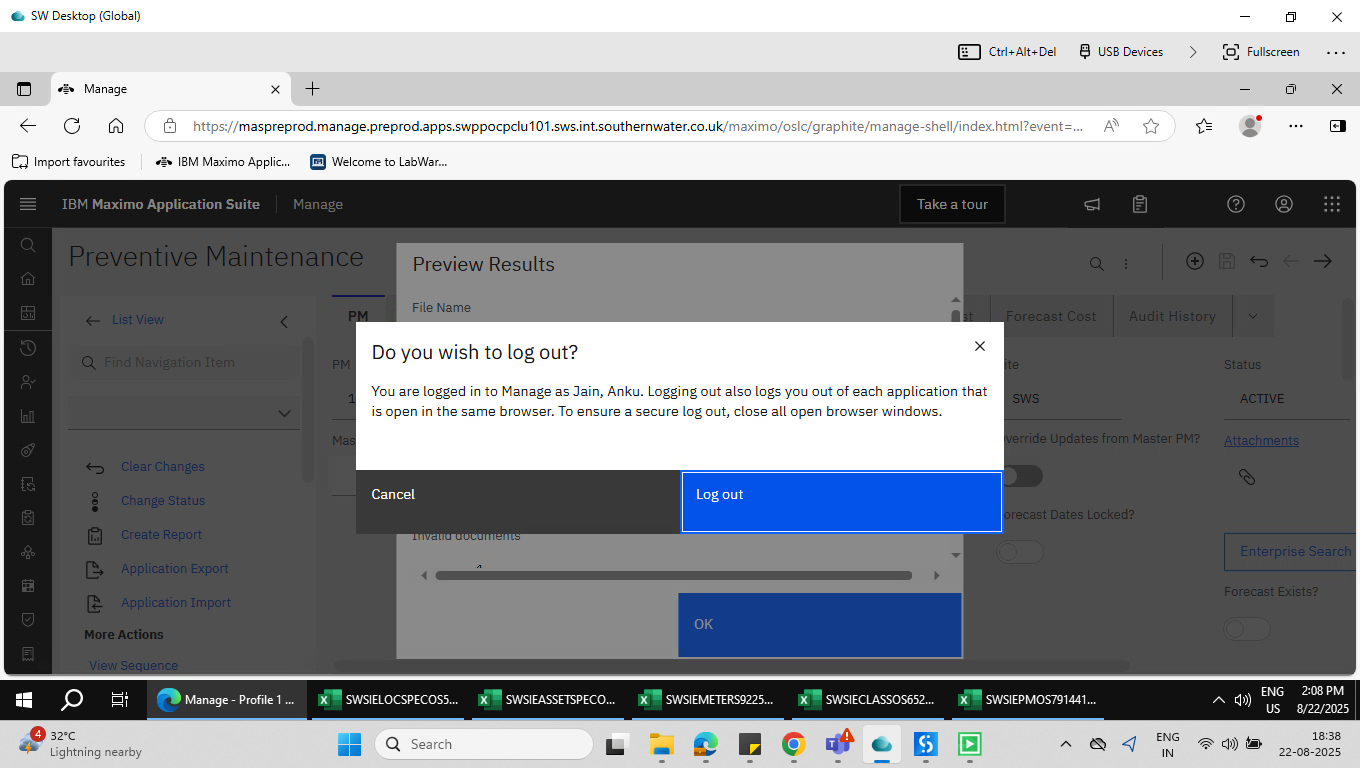 SW Desktop (Global)
Ctrl+Alt+Del
USB Devices
Fullscreen
Manage
https://maspreprod.manage.preprod.apps.swppocpclu101.sws.int.southernwater.co.uk/maximo/oslc/graphite/manage-shell/index.html?event=...
Import favourites
IBM Maximo Applic...
Welcome to LabWar...
IBM Maximo Application Suite
Manage
Take a tour
Preventive Maintenance
Preview Results
File Name
List View
Find Navigation Item
PM
Forecast Cost
Audit History
PM
Status
SWS
ACTIVE
Do you wish to log out?
You are logged in to Manage as Jain, Anku. Logging out also logs you out of each application that
is open in the same browser. To ensure a secure log out, close all open browser windows.
Override Updates from Master PM?
Attachments
Clear Changes
Change Status
Create Report
Application Export
Application Import
More Actions
View Sequence
Cancel
Log out
Forecast Dates Locked?
Invalid documents
Enterprise Search
Forecast Exists?
OK
Manage - Profile 1 ...
SWSIELOCSPECOS5...
SWSIEASSETSPECO...
SWSIEMETERS9225...
SWSIECLASSOS652...
SWSIEPMOS791441...
ENG
US
2:08 PM
8/22/2025
4
32°C
Lightning nearby
Search
ENG
IN
18:38
22-08-2025